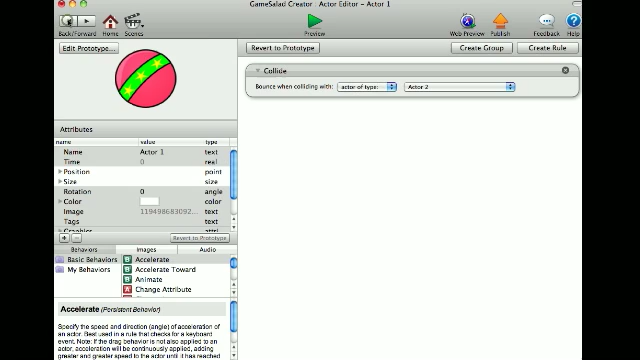 GameSalad Creator : Actor Editor - Actor 1
Back/Forward Home Scenes Preview Web Preview Publish Feedback Help
Edit Prototype... Revert to Prototype Create Group Create Rule
Collide
Bounce when colliding with: actor of type: Actor 2
Attributes
name value type
Name Actor 1 text
Time 0 real
Position point
Size size
Rotation 0 angle
Color color
Image 119498683092... text
Tags text
Graphics
Revert to Prototype
Behaviors Images Audio
Basic Behaviors
My Behaviors
B Accelerate
B Accelerate Toward
B Animate
A Change Attribute
Accelerate (Persistent Behavior)
Specify the speed and direction (angle) of acceleration of
an actor. Best used in a rule that checks for a keyboard
event. Note: If the drag behavior is not also applied to an
actor, acceleration will be continuously applied, adding
greater and greater speed to the actor until it has reached